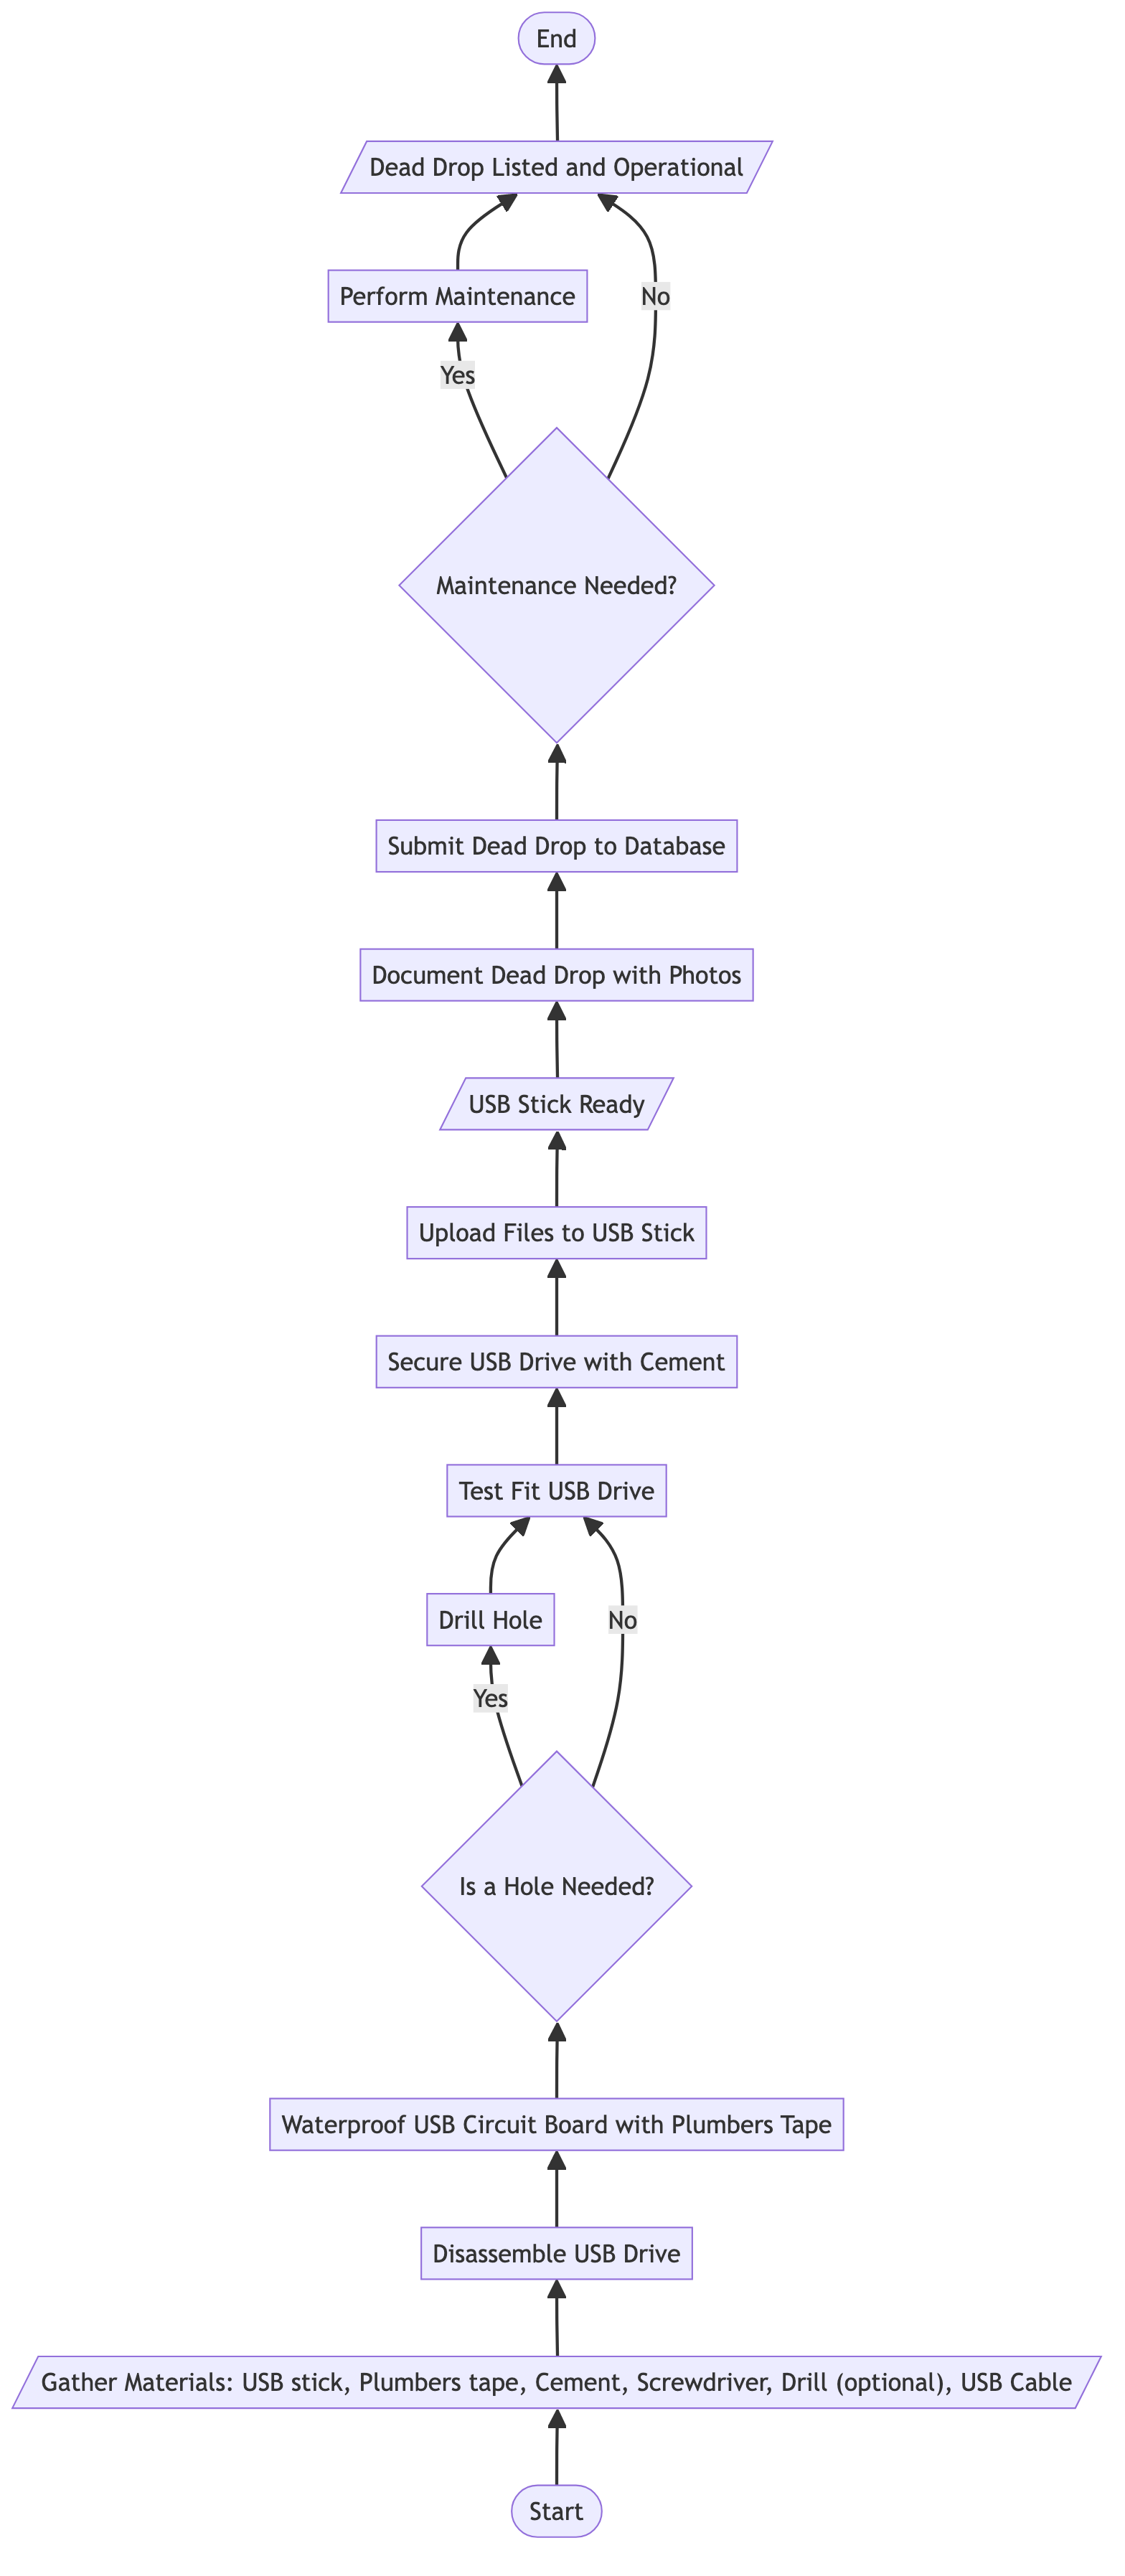 End
Dead Drop Listed and Operational
Perform Maintenance
No
Yes
Maintenance Needed?
Submit Dead Drop to Database
Document Dead Drop with Photos
USB Stick Ready
Upload Files to USB Stick
Secure USB Drive with Cement
Test Fit USB Drive
Drill Hole
No
Yes
Is a Hole Needed?
Waterproof USB Circuit Board with Plumbers Tape
Disassemble USB Drive
Gather Materials: USB stick, Plumbers tape, Cement, Screwdriver, Drill (optional), USB Cable
Start